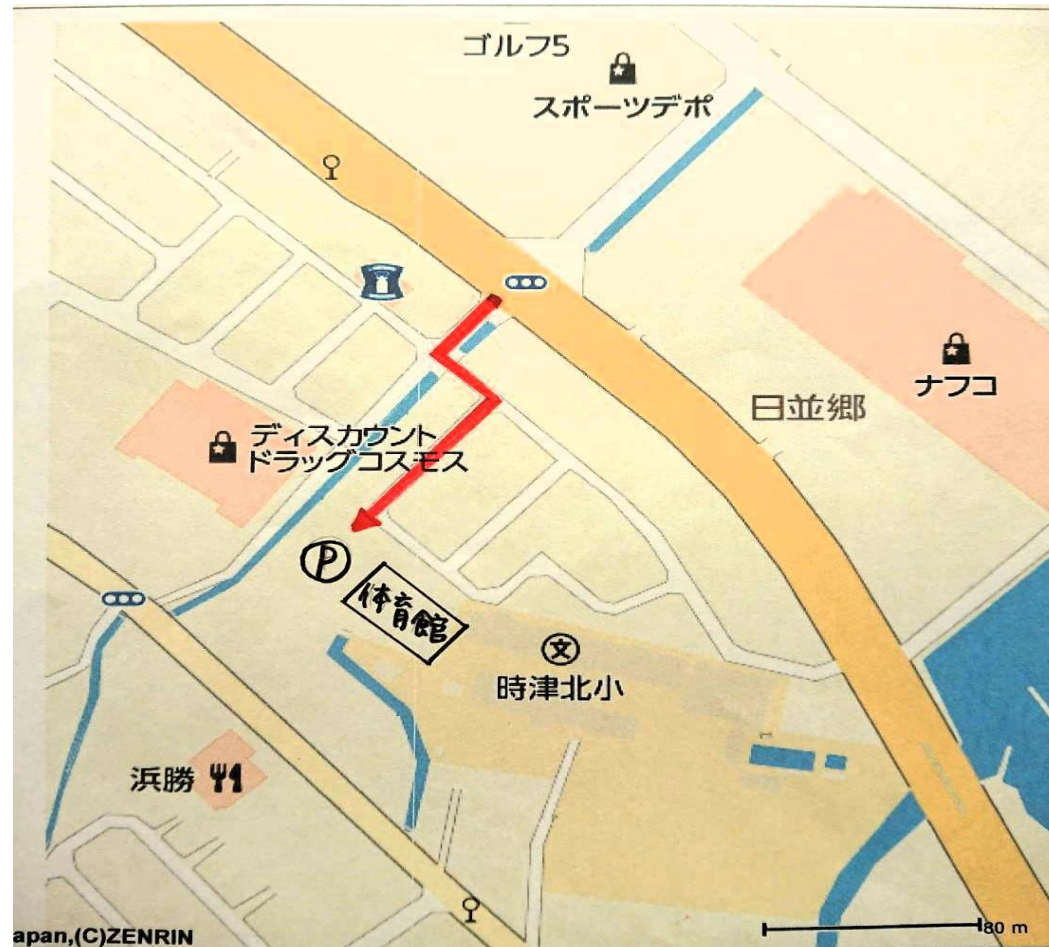 ゴルフ5
スポーツデポ
ナフコ
日並郷
ディスカウント
ドラッグコスモス
P
体育館
文
時津北小
浜勝
80 m
apan,(C)ZENRIN